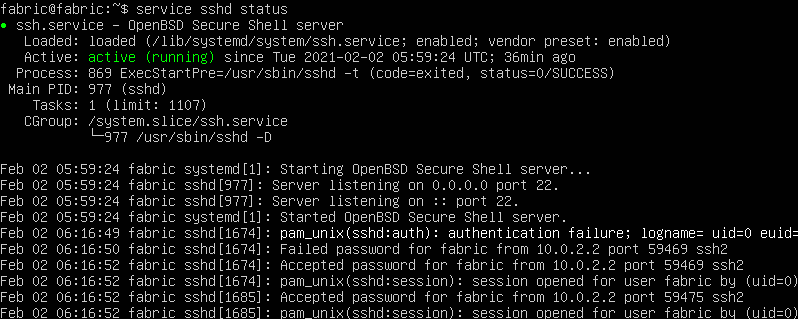 fabric@fabric:~$ service sshd status
● ssh.service - OpenBSD Secure Shell server
Loaded: loaded (/lib/systemd/system/ssh.service; enabled; vendor preset: enabled)
Active: active (running) since Tue 2021-02-02 05:59:24 UTC; 36min ago
Process: 869 ExecStartPre=/usr/sbin/sshd -t (code=exited, status=0/SUCCESS)
Main PID: 977 (sshd)
Tasks: 1 (limit: 1107)
CGroup: /system.slice/ssh.service
└─977 /usr/sbin/sshd -D
Feb 02 05:59:24 fabric systemd[1]: Starting OpenBSD Secure Shell server...
Feb 02 05:59:24 fabric sshd[977]: Server listening on 0.0.0.0 port 22.
Feb 02 05:59:24 fabric sshd[977]: Server listening on :: port 22.
Feb 02 05:59:24 fabric systemd[1]: Started OpenBSD Secure Shell server.
Feb 02 06:16:49 fabric sshd[1674]: pam_unix(sshd:auth): authentication failure; logname= uid=0 euid=
Feb 02 06:16:50 fabric sshd[1674]: Failed password for fabric from 10.0.2.2 port 59469 ssh2
Feb 02 06:16:52 fabric sshd[1674]: Accepted password for fabric from 10.0.2.2 port 59469 ssh2
Feb 02 06:16:52 fabric sshd[1674]: pam_unix(sshd:session): session opened for user fabric by (uid=0)
Feb 02 06:16:52 fabric sshd[1685]: Accepted password for fabric from 10.0.2.2 port 59475 ssh2
Feb 02 06:16:52 fabric sshd[1685]: pam_unix(sshd:session): session opened for user fabric by (uid=0)